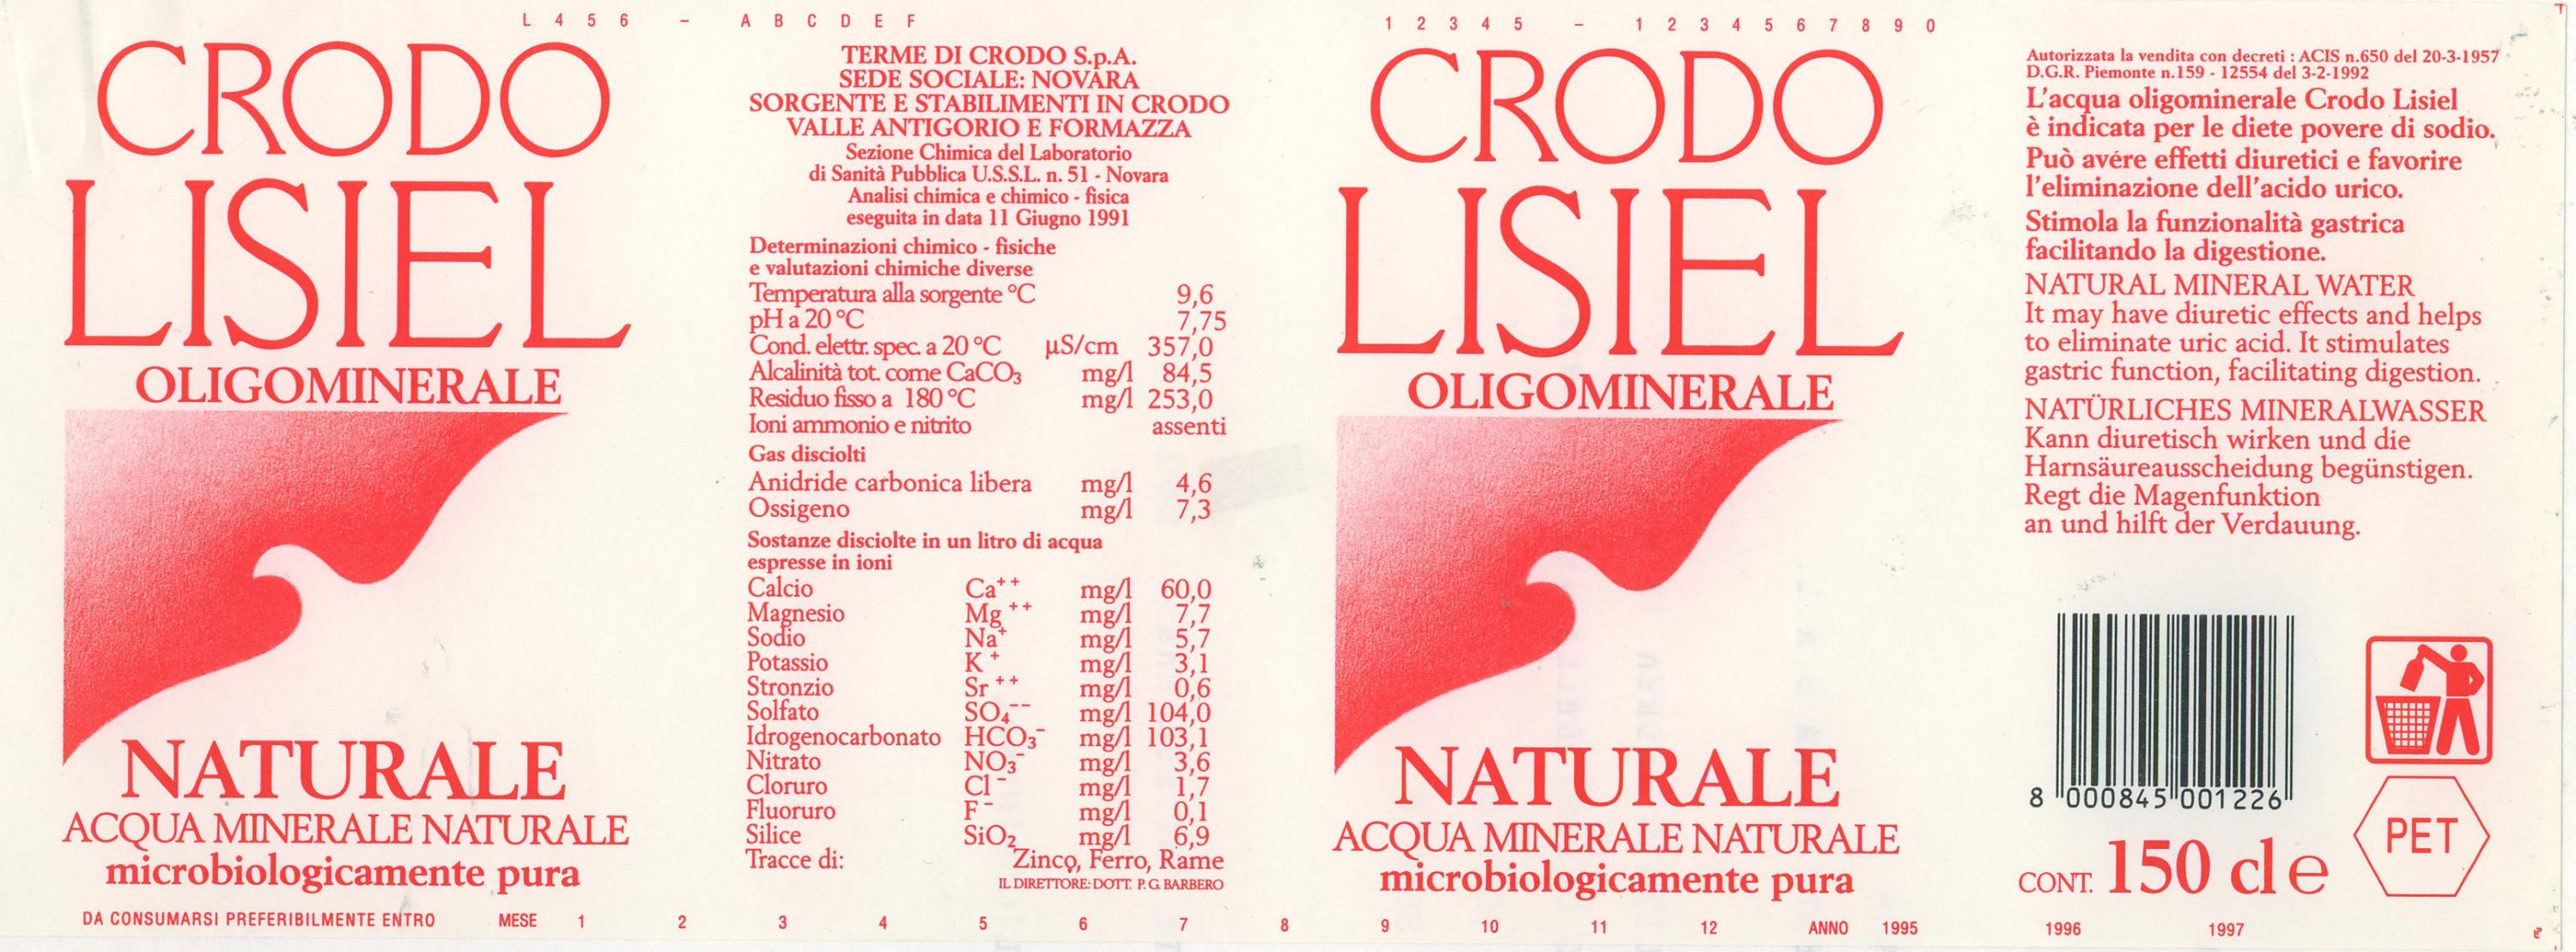 L 4 5 6 - A B C D E F
CRODO
LISIEL
OLIGOMINERALE
NATURALE
ACQUA MINERALE NATURALE
microbiologicamente pura
TERME DI CRODO S.p.A.
SEDE SOCIALE: NOVARA
SORGENTE E STABILIMENTI IN CRODO
VALLE ANTIGORIO E FORMAZZA
Sezione Chimica del Laboratorio
di Sanità Pubblica U.S.S.L. n. 51 - Novara
Analisi chimica e chimico - fisica
eseguita in data 11 Giugno 1991
Determinazioni chimico - fisiche
e valutazioni chimiche diverse
Temperatura alla sorgente °C 9,6
pH a 20 °C 7,75
Cond. elettr. spec. a 20 °C µS/cm 357,0
Alcalinità tot. come CaCO₃ mg/l 84,5
Residuo fisso a 180 °C mg/l 253,0
Ioni ammonio e nitrito assenti
Gas disciolti
Anidride carbonica libera mg/l 4,6
Ossigeno mg/l 7,3
Sostanze disciolte in un litro di acqua
espresse in ioni
Calcio Ca⁺⁺ mg/l 60,0
Magnesio Mg⁺⁺ mg/l 7,7
Sodio Na⁺ mg/l 5,7
Potassio K⁺ mg/l 3,1
Stronzio Sr⁺⁺ mg/l 0,6
Solfato SO₄⁻⁻ mg/l 104,0
Idrogenocarbonato HCO₃⁻ mg/l 103,1
Nitrato NO₃⁻ mg/l 3,6
Cloruro Cl⁻ mg/l 1,7
Fluoruro F⁻ mg/l 0,1
Silice SiO₂ mg/l 6,9
Tracce di: Zinco, Ferro, Rame
IL DIRETTORE: DOTT. P. G. BARBERO
1 2 3 4 5 - 1 2 3 4 5 6 7 8 9 0
CRODO
LISIEL
OLIGOMINERALE
NATURALE
ACQUA MINERALE NATURALE
microbiologicamente pura
Autorizzata la vendita con decreti : ACIS n.650 del 20-3-1957
D.G.R. Piemonte n.159 - 12554 del 3-2-1992
L'acqua oligominerale Crodo Lisiel
è indicata per le diete povere di sodio.
Può avére effetti diuretici e favorire
l'eliminazione dell'acido urico.
Stimola la funzionalità gastrica
facilitando la digestione.
NATURAL MINERAL WATER
It may have diuretic effects and helps
to eliminate uric acid. It stimulates
gastric function, facilitating digestion.
NATÜRLICHES MINERALWASSER
Kann diuretisch wirken und die
Harnsäureausscheidung begünstigen.
Regt die Magenfunktion
an und hilft der Verdauung.
8 000845 001226
PET
CONT. 150 cl e
DA CONSUMARSI PREFERIBILMENTE ENTRO MESE 1 2 3 4 5 6 7 8 9 10 11 12 ANNO 1995 1996 1997